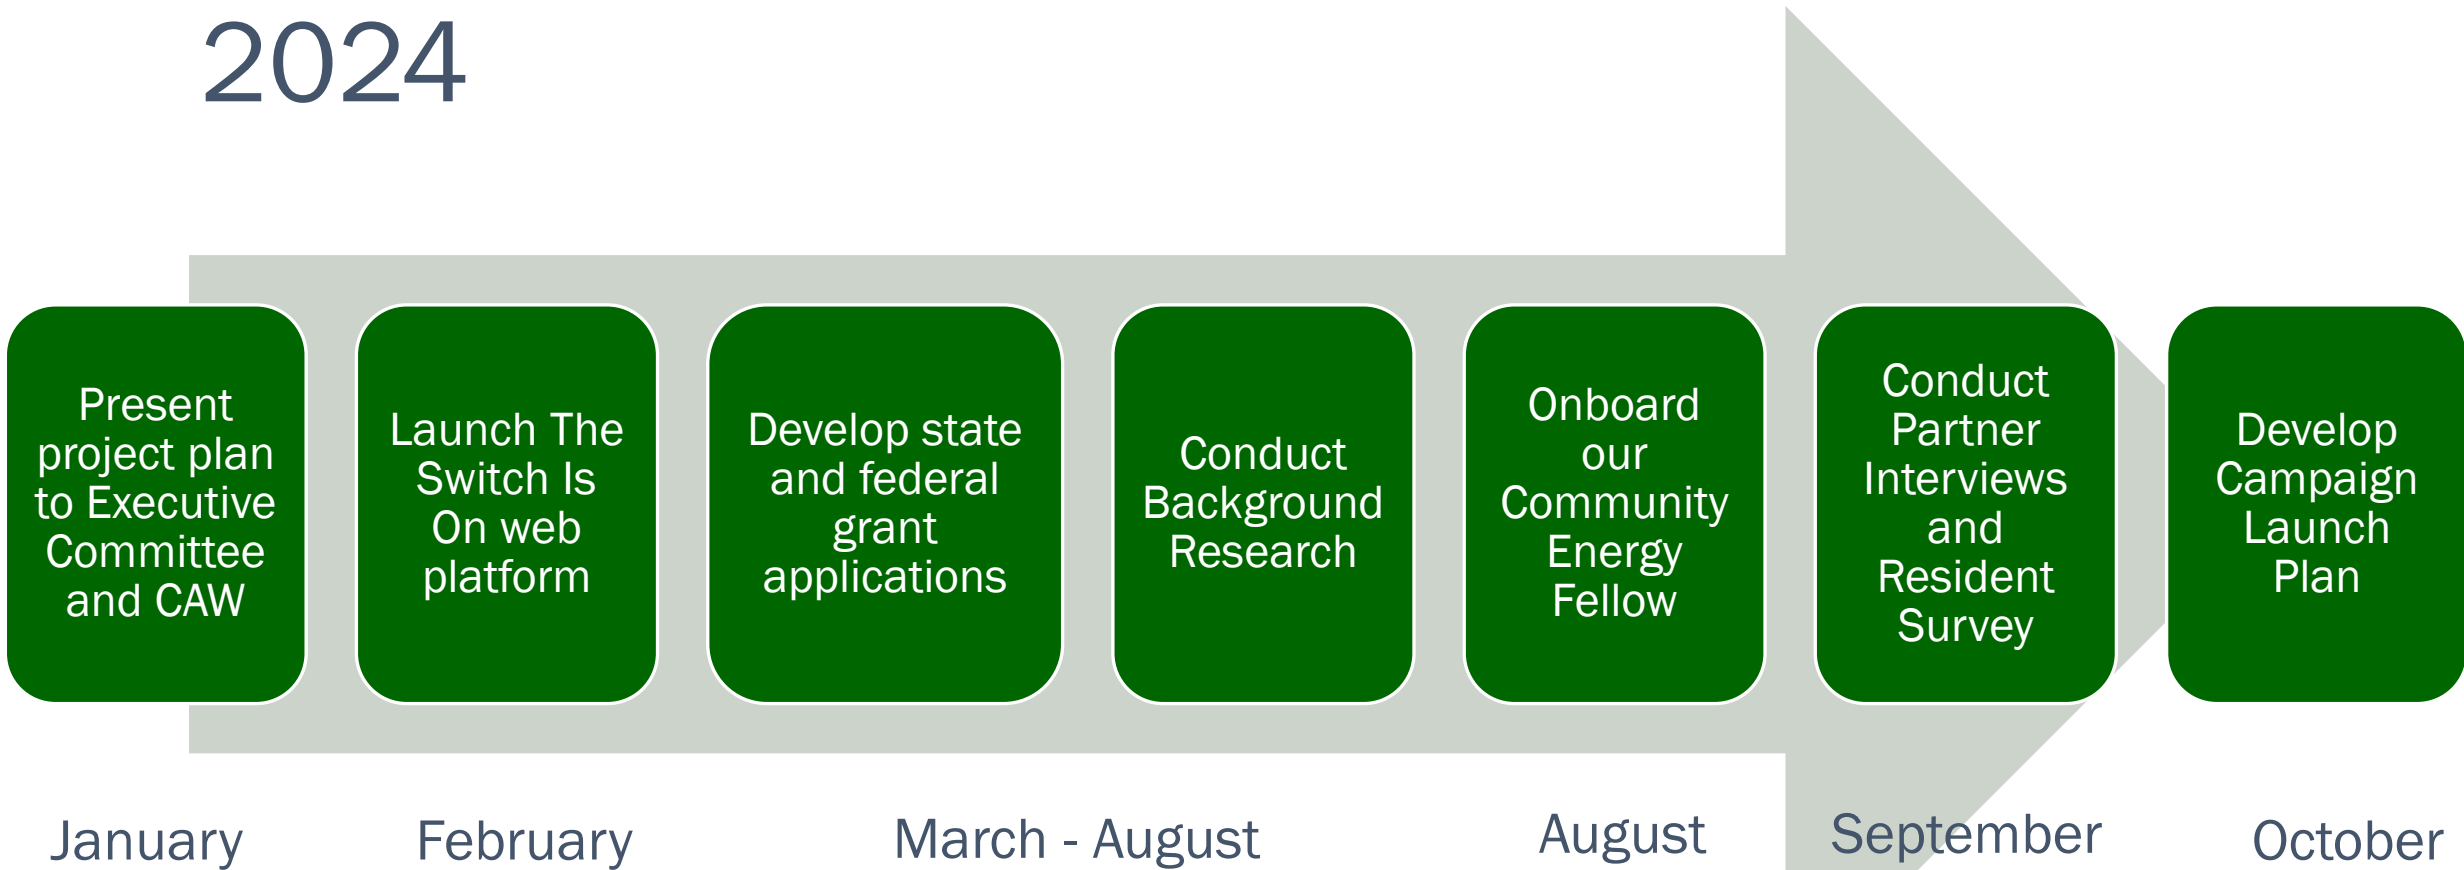 2024
Present
project plan
to Executive
Committee
and CAW
Launch The
Switch Is
On web
platform
Develop state
and federal
grant
applications
Conduct
Background
Research
Onboard
our
Community
Energy
Fellow
Conduct
Partner
Interviews
and
Resident
Survey
Develop
Campaign
Launch
Plan
January
February
March - August
August
September
October